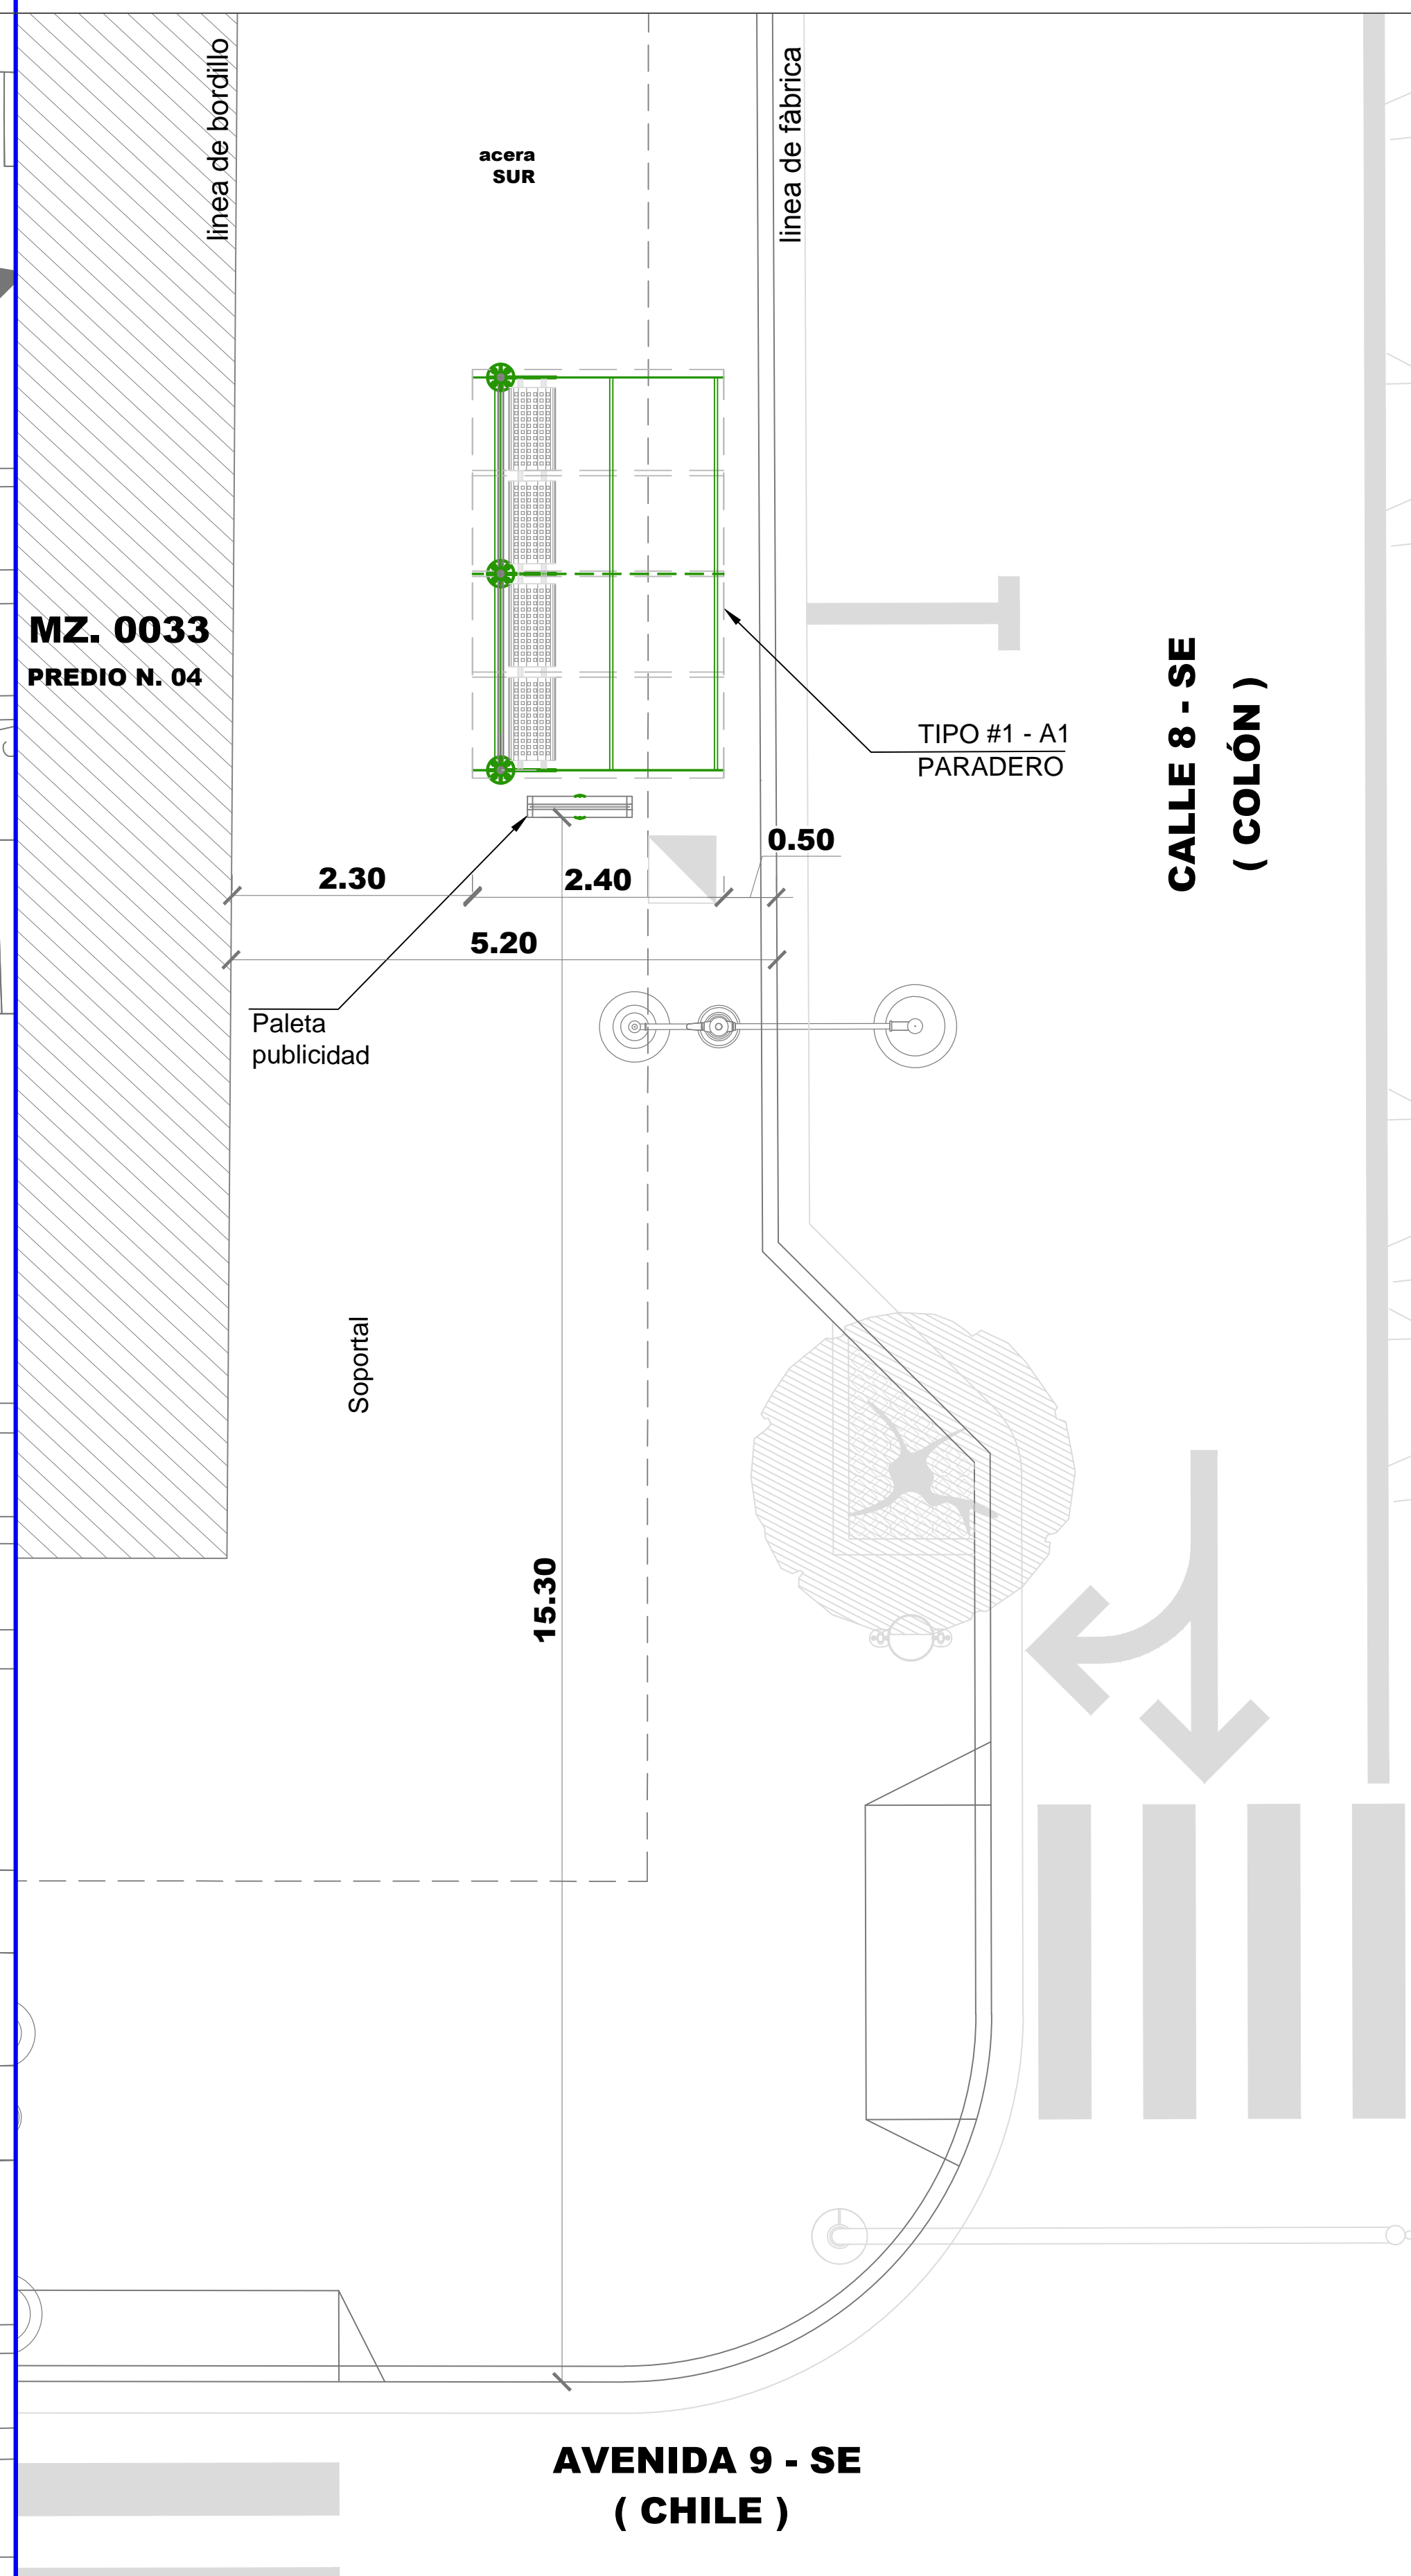 linea de bordillo
linea de fàbrica
acera
SUR
MZ. 0033
PREDIO N. 04
TIPO #1 - A1
PARADERO
CALLE 8 - SE
( COLÓN )
0.50
2.30
2.40
5.20
Paleta
publicidad
Soportal
15.30
AVENIDA 9 - SE
( CHILE )